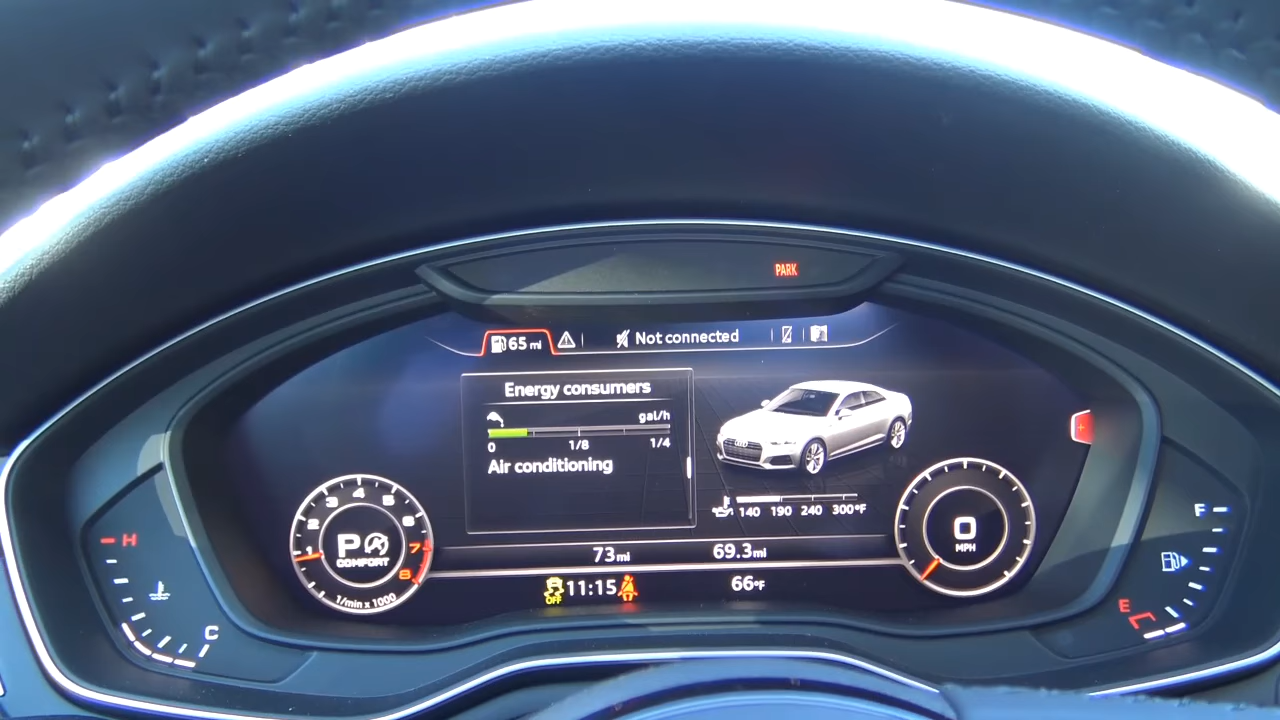 PARK
65 mi
Not connected
Energy consumers
gal/h
0 1/8 1/4
Air conditioning
140 190 240 300°F
2 3 4 5 6 7 8
P
COMFORT
1/min x 1000
0
MPH
73 mi
69.3 mi
OFF
11:15
66°F
H
C
F
E